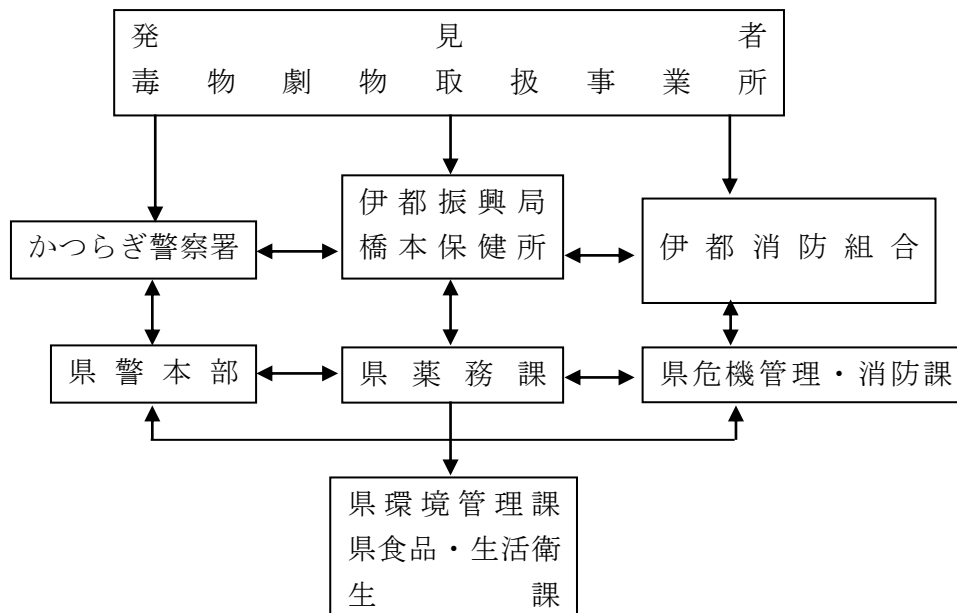 発見者
毒物劇物取扱事業所
伊都振興局
橋本保健所
かつらぎ警察署
伊都消防組合
県警本部
県薬務課
県危機管理・消防課
県環境管理課
県食品・生活衛
生課